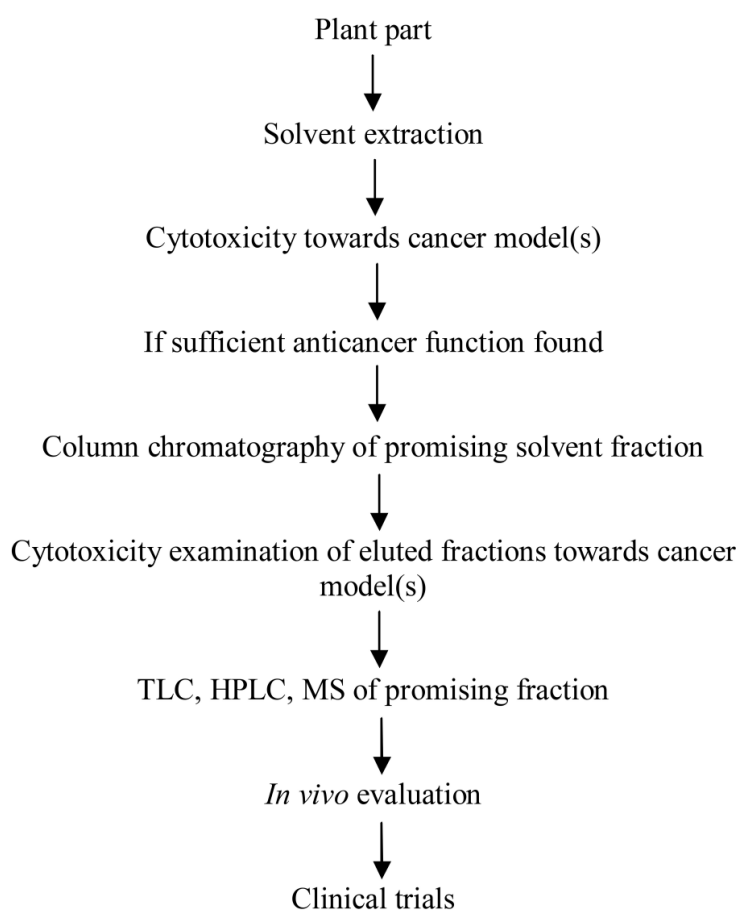 Plant part
Solvent extraction
Cytotoxicity towards cancer model(s)
If sufficient anticancer function found
Column chromatography of promising solvent fraction
Cytotoxicity examination of eluted fractions towards cancer
model(s)
TLC, HPLC, MS of promising fraction
In vivo evaluation
Clinical trials